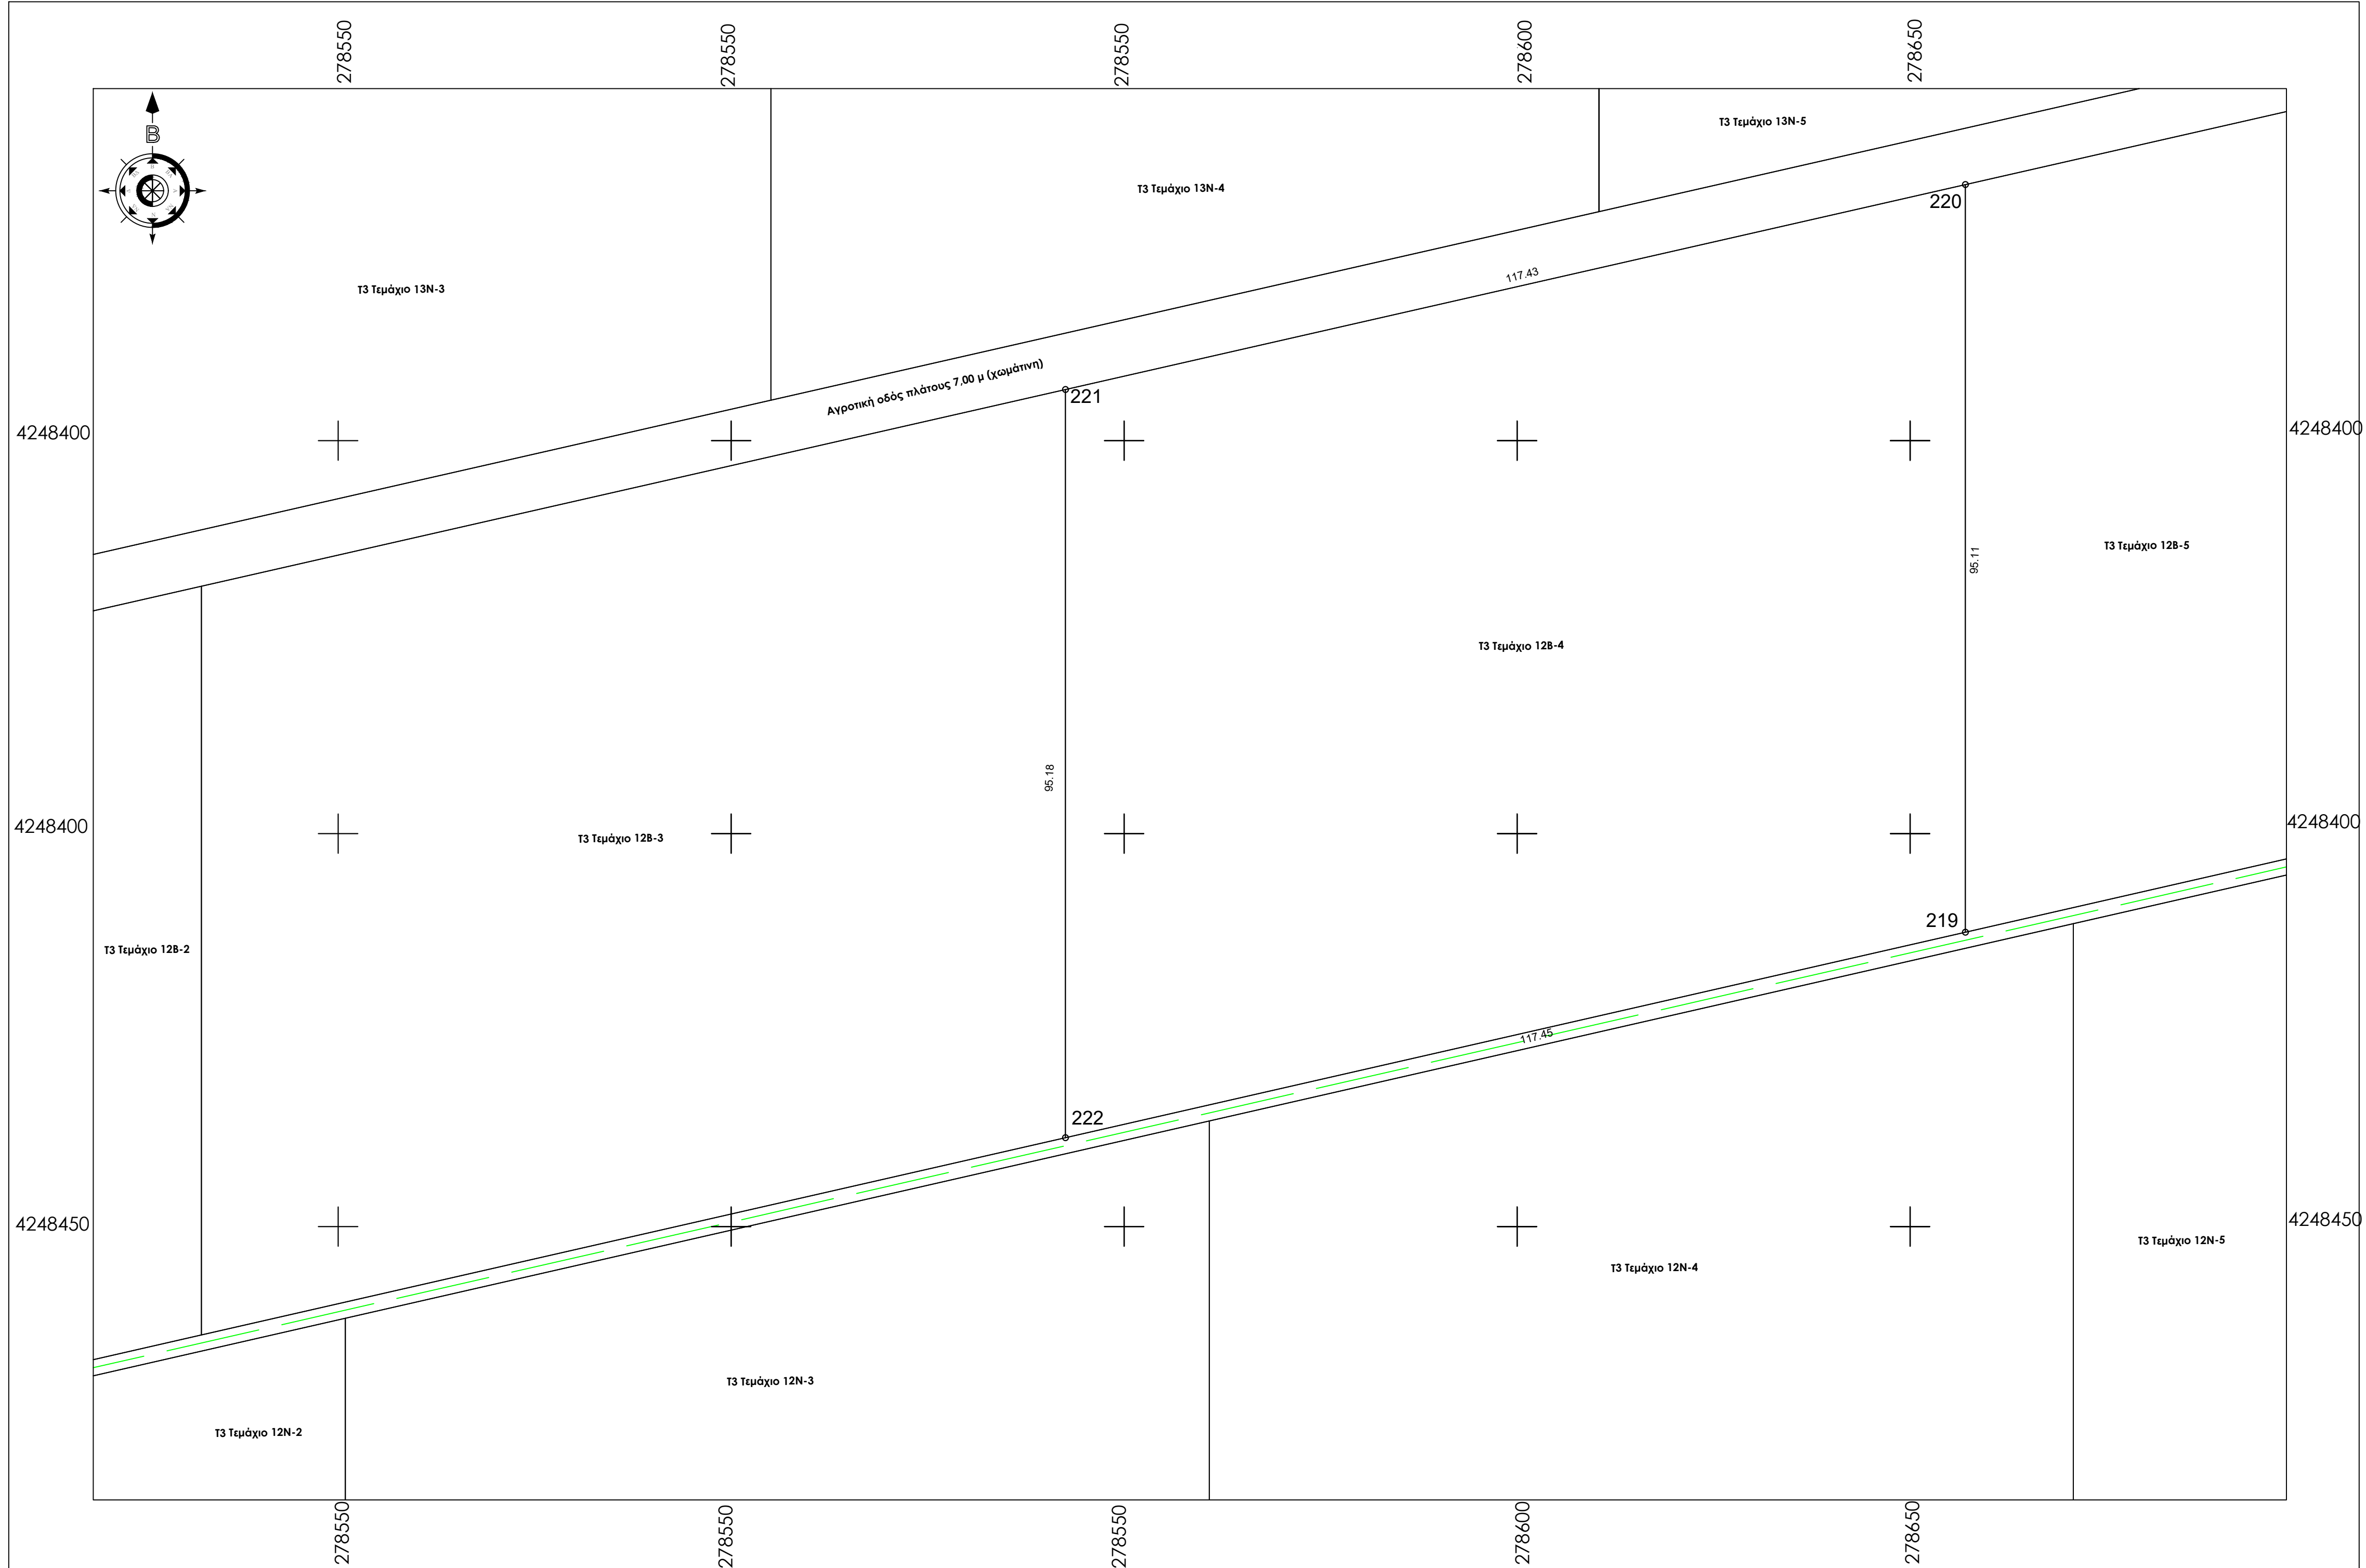 278550
278550
278550
278600
278650
B
Τ3 Τεμάχιο 13Ν-5
Τ3 Τεμάχιο 13Ν-4
220
117.43
Τ3 Τεμάχιο 13Ν-3
Αγροτική οδός πλάτους 7,00 μ (χωμάτινη)
221
4248400
4248400
95.11
Τ3 Τεμάχιο 12Β-5
Τ3 Τεμάχιο 12Β-4
95.18
4248400
4248400
Τ3 Τεμάχιο 12Β-3
219
Τ3 Τεμάχιο 12Β-2
117.45
222
4248450
4248450
Τ3 Τεμάχιο 12Ν-5
Τ3 Τεμάχιο 12Ν-4
Τ3 Τεμάχιο 12Ν-3
Τ3 Τεμάχιο 12Ν-2
278550
278550
278550
278600
278650